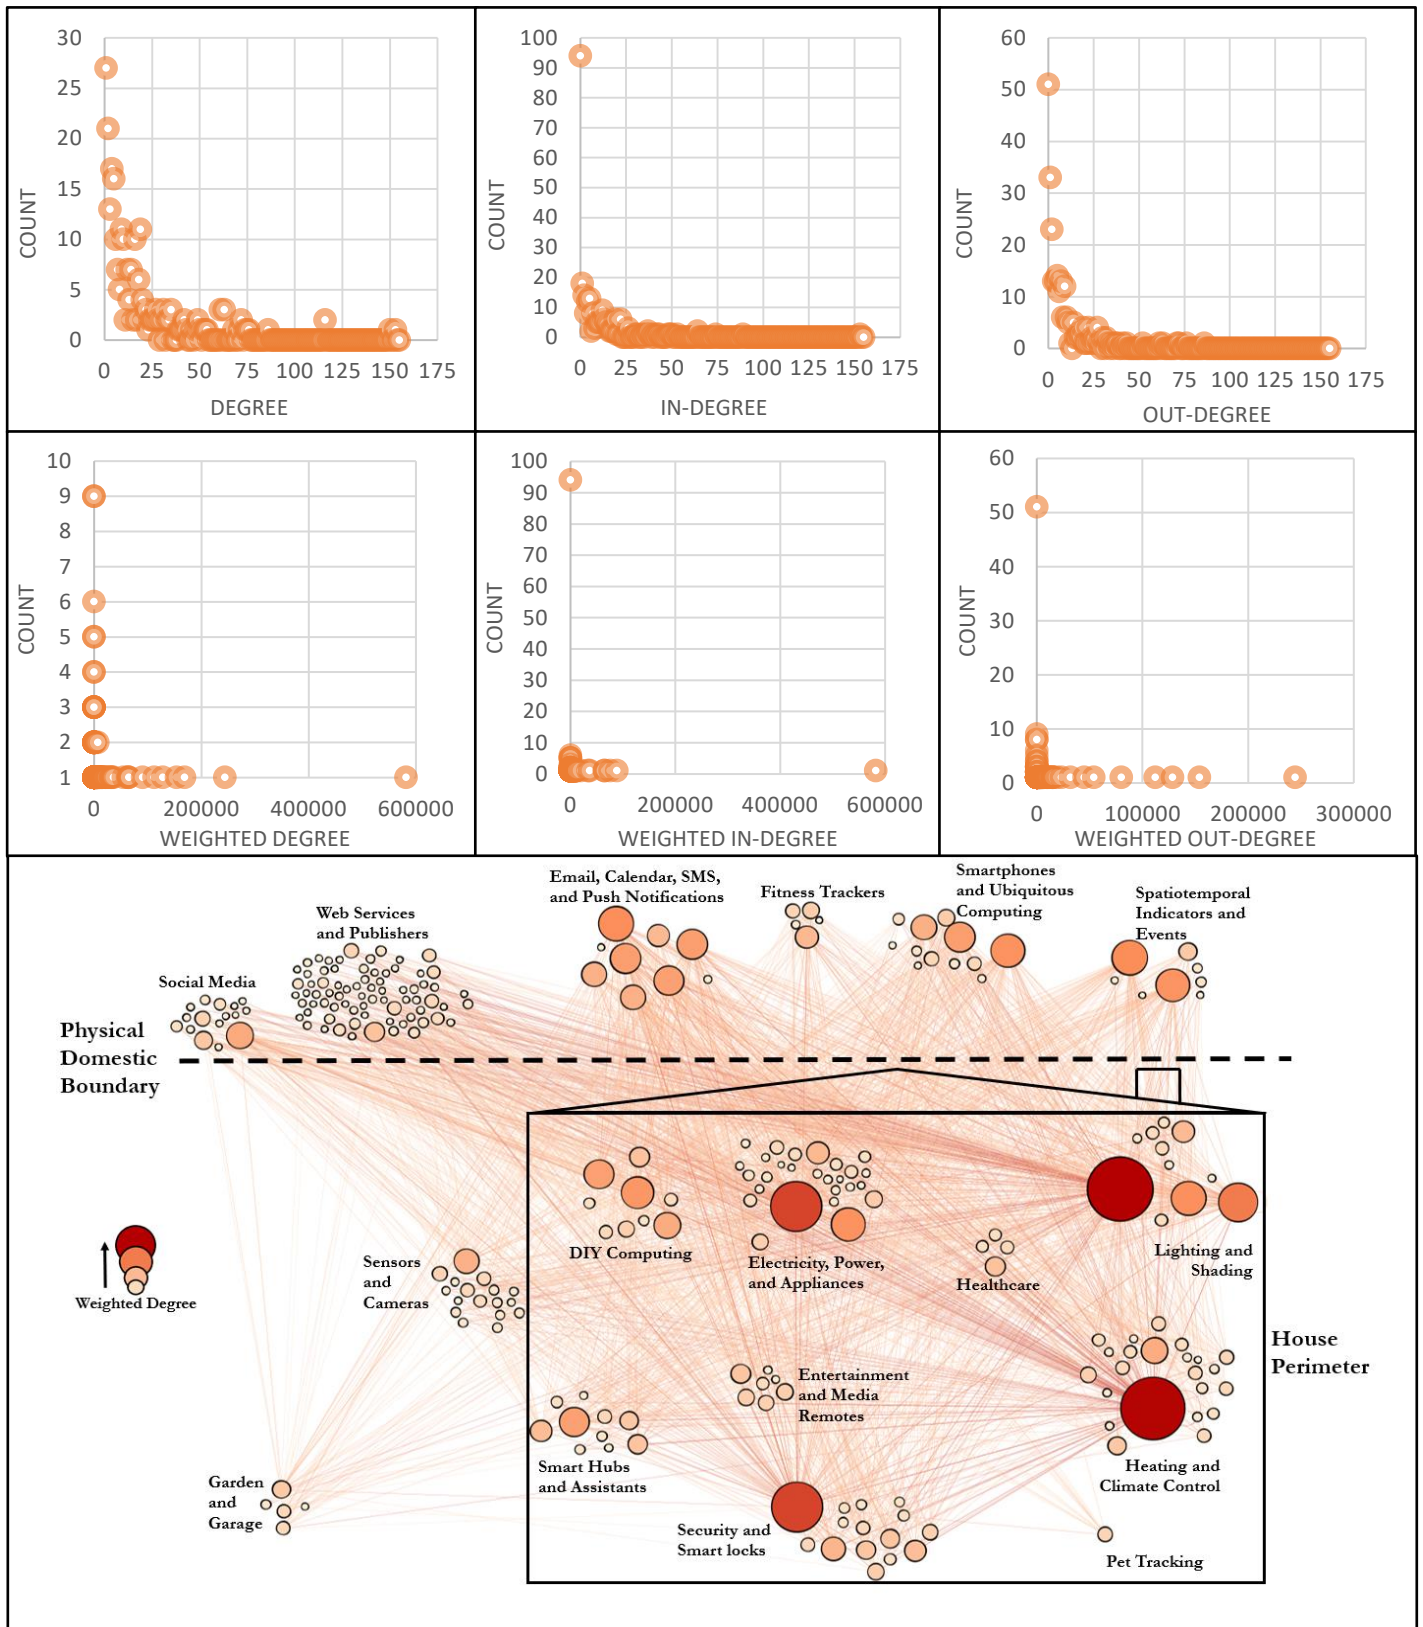 30
25
20
15
10
5
0
0 25 50 75 100 125 150 175
COUNT
DEGREE
100
90
80
70
60
50
40
30
20
10
0
0 25 50 75 100 125 150 175
COUNT
IN-DEGREE
60
50
40
30
20
10
0
0 25 50 75 100 125 150 175
COUNT
OUT-DEGREE
10
9
8
7
6
5
4
3
2
1
0 200000 400000 600000
COUNT
WEIGHTED DEGREE
100
90
80
70
60
50
40
30
20
10
0
0 200000 400000 600000
COUNT
WEIGHTED IN-DEGREE
60
50
40
30
20
10
0
0 100000 200000 300000
COUNT
WEIGHTED OUT-DEGREE
Social Media
Web Services
and Publishers
Email, Calendar, SMS,
and Push Notifications
Fitness Trackers
Smartphones
and Ubiquitous
Computing
Spatiotemporal
Indicators and
Events
Physical
Domestic
Boundary
Weighted Degree
Sensors
and
Cameras
DIY Computing
Electricity, Power,
and Appliances
Healthcare
Lighting and
Shading
House
Perimeter
Entertainment
and Media
Remotes
Smart Hubs
and Assistants
Heating and
Climate Control
Garden
and
Garage
Security and
Smart locks
Pet Tracking